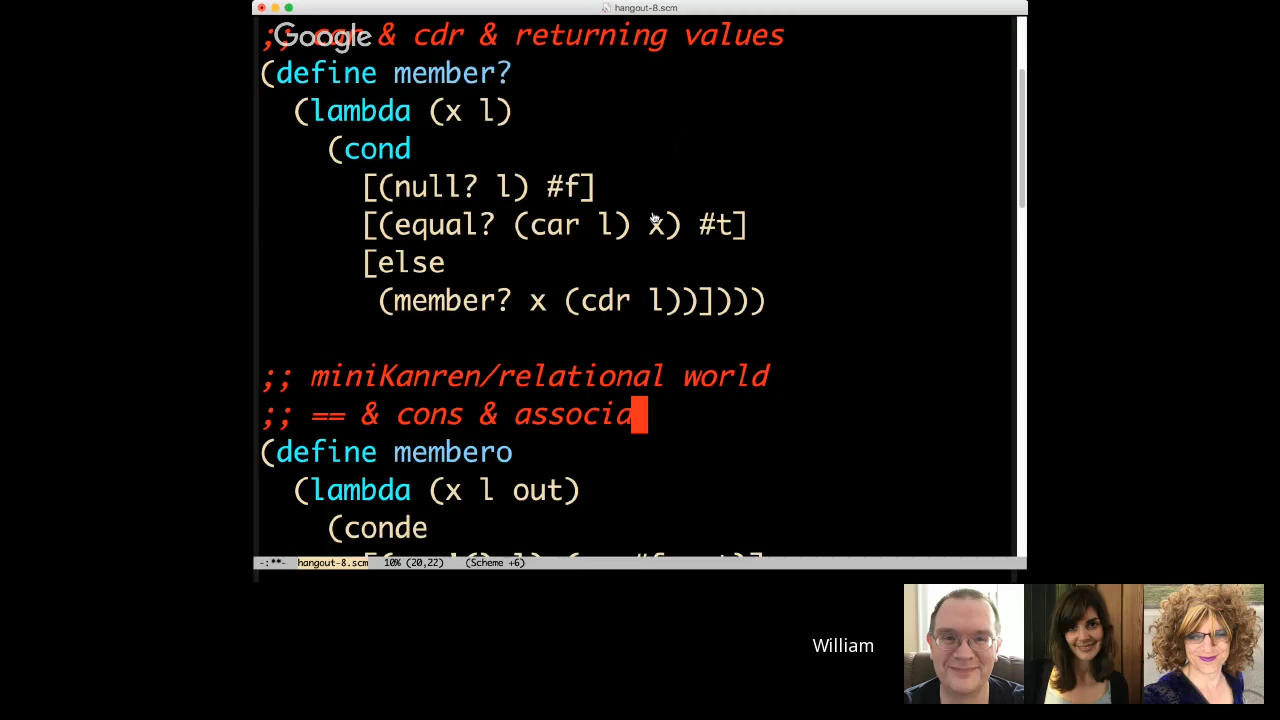 hangout-8.scm
;; car & cdr & returning values
Google
(define member?
(lambda (x l)
(cond
[(null? l) #f]
[(equal? (car l) x) #t]
[else
(member? x (cdr l))])))
;; miniKanren/relational world
;; == & cons & associa
(define membero
(lambda (x l out)
(conde
-:**- hangout-8.scm 10% (20,22) (Scheme +6)
William